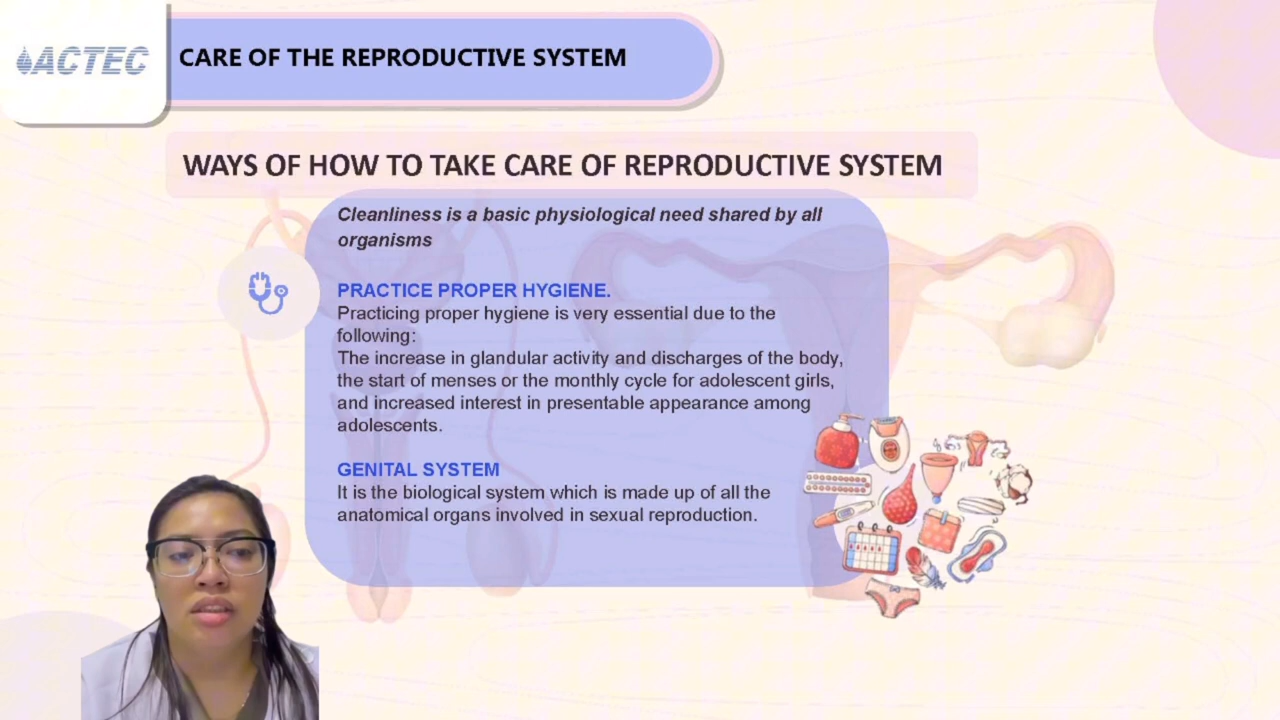 ACTEC
CARE OF THE REPRODUCTIVE SYSTEM
WAYS OF HOW TO TAKE CARE OF REPRODUCTIVE SYSTEM
Cleanliness is a basic physiological need shared by all
organisms
PRACTICE PROPER HYGIENE.
Practicing proper hygiene is very essential due to the
following:
The increase in glandular activity and discharges of the body,
the start of menses or the monthly cycle for adolescent girls,
and increased interest in presentable appearance among
adolescents.
GENITAL SYSTEM
It is the biological system which is made up of all the
anatomical organs involved in sexual reproduction.